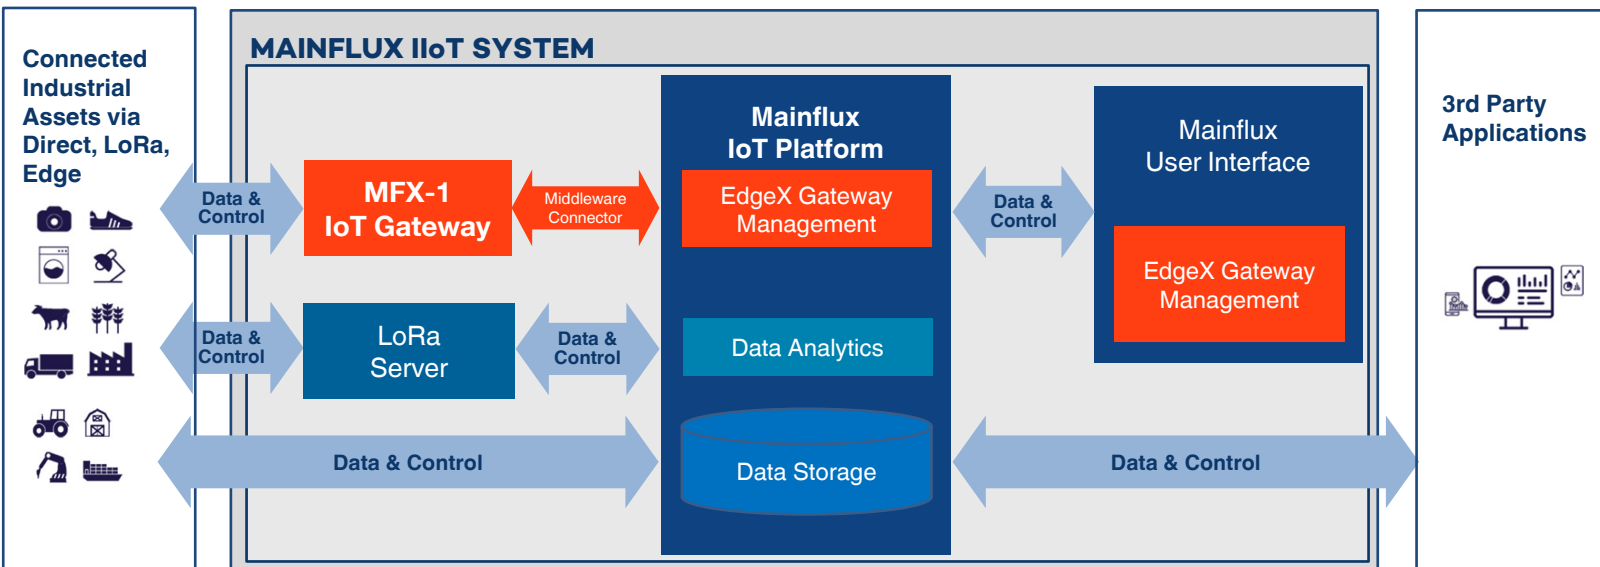 Connected
Industrial
Assets via
Direct, LoRa,
Edge
MAINFLUX IIoT SYSTEM
Data &
Control
MFX-1
IoT Gateway
Middleware
Connector
Mainflux
IoT Platform
EdgeX Gateway
Management
Data &
Control
Mainflux
User Interface
EdgeX Gateway
Management
Data &
Control
LoRa
Server
Data &
Control
Data Analytics
Data & Control
Data Storage
Data & Control
3rd Party
Applications